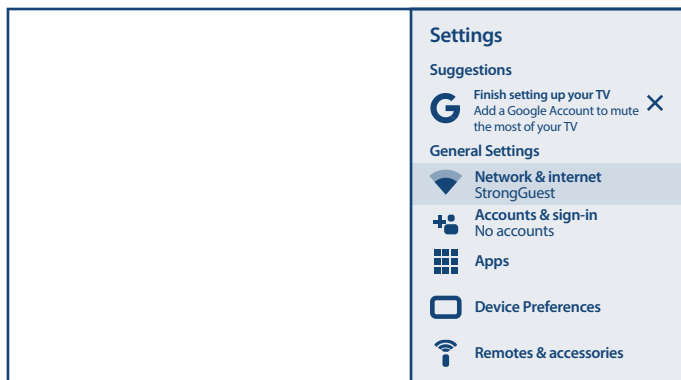 Settings
Suggestions
Finish setting up your TV
Add a Google Account to mute
the most of your TV
General Settings
Network & internet
StrongGuest
Accounts & sign-in
No accounts
Apps
Device Preferences
Remotes & accessories